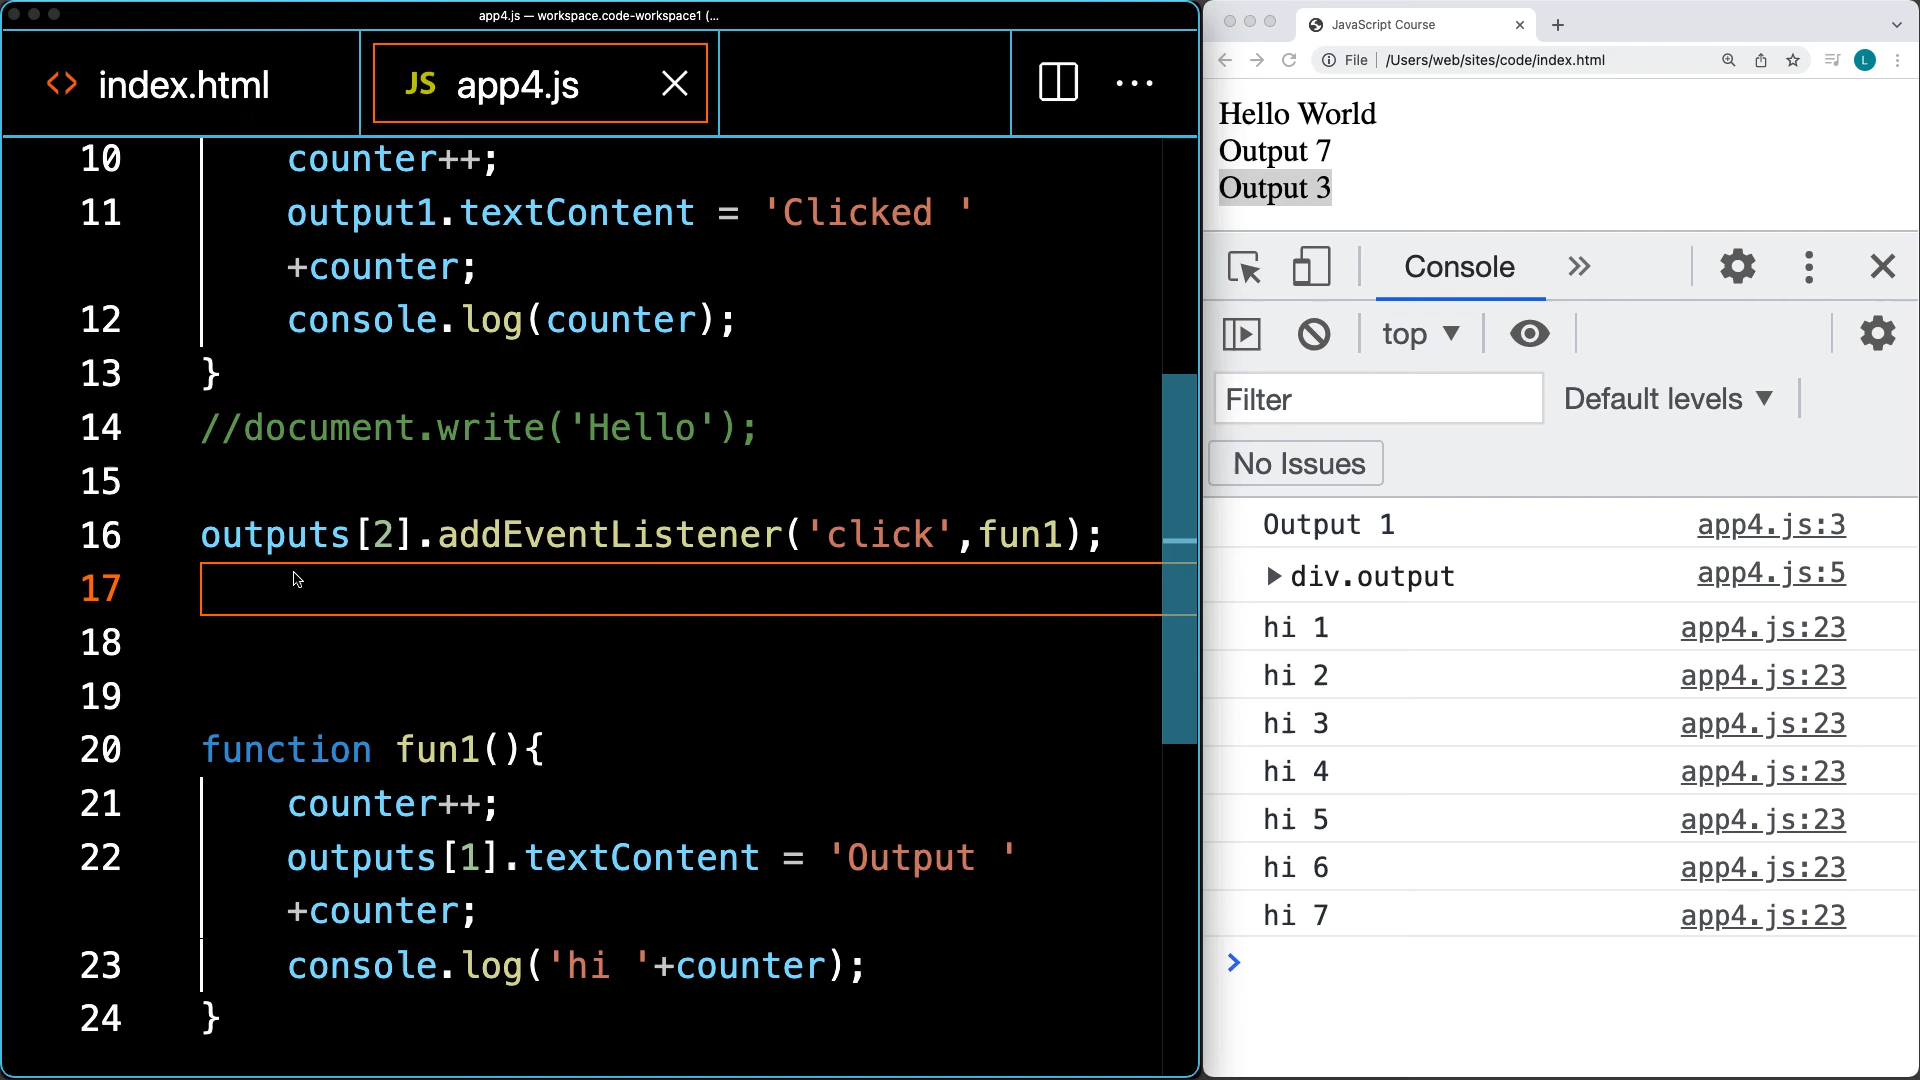 app4.js — workspace.code-workspace1 (...
<> index.html
JS app4.js
10 counter++;
11 output1.textContent = 'Clicked '
+counter;
12 console.log(counter);
13 }
14 //document.write('Hello');
15
16 outputs[2].addEventListener('click',fun1);
17
18
19
20 function fun1(){
21 counter++;
22 outputs[1].textContent = 'Output '
+counter;
23 console.log('hi '+counter);
24 }
JavaScript Course
File /Users/web/sites/code/index.html
L
Hello World
Output 7
Output 3
Console
top
Filter
Default levels
No Issues
Output 1 app4.js:3
div.output app4.js:5
hi 1 app4.js:23
hi 2 app4.js:23
hi 3 app4.js:23
hi 4 app4.js:23
hi 5 app4.js:23
hi 6 app4.js:23
hi 7 app4.js:23